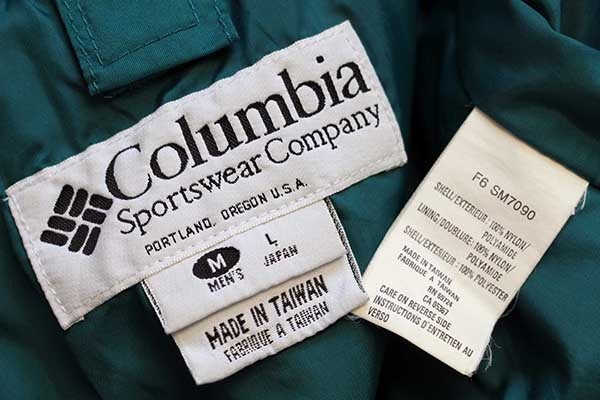 Columbia
Sportswear Company
PORTLAND, OREGON U.S.A.
M L
MEN'S JAPAN
MADE IN TAIWAN
FABRIQUE A TAIWAN
F6 SM7090
SHELL/EXTERIEUR : 100% NYLON/
POLYAMIDE
LINING/DOUBLURE : 100% NYLON/
POLYAMIDE
SHELL/EXTERIEUR : 100% POLYESTER
MADE IN TAIWAN
FABRIQUE A TAIWAN
RN 69724
CA 05367
CARE ON REVERSE SIDE
INSTRUCTIONS D'ENTRETIEN AU
VERSO